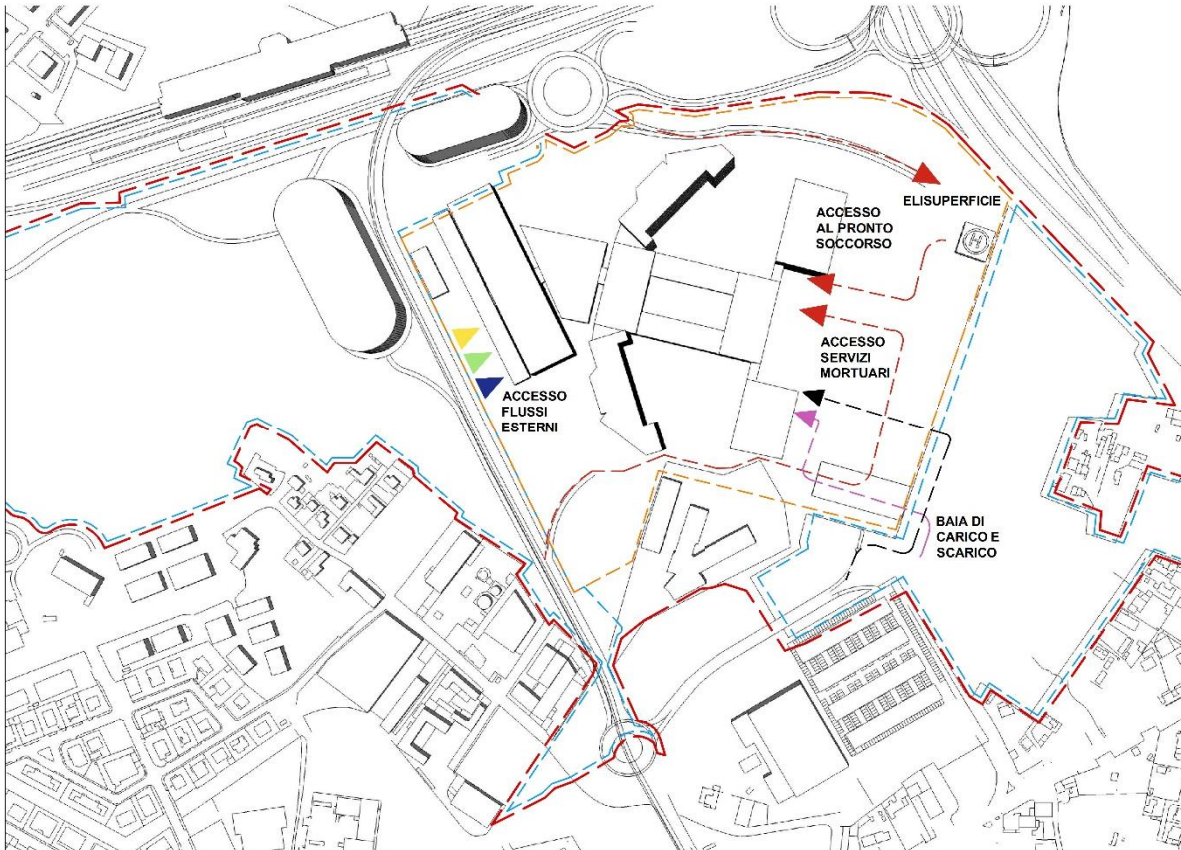 ELISUPERFICIE
ACCESSO
AL PRONTO
SOCCORSO
H
ACCESSO
SERVIZI
MORTUARI
ACCESSO
FLUSSI
ESTERNI
BAIA DI
CARICO E
SCARICO